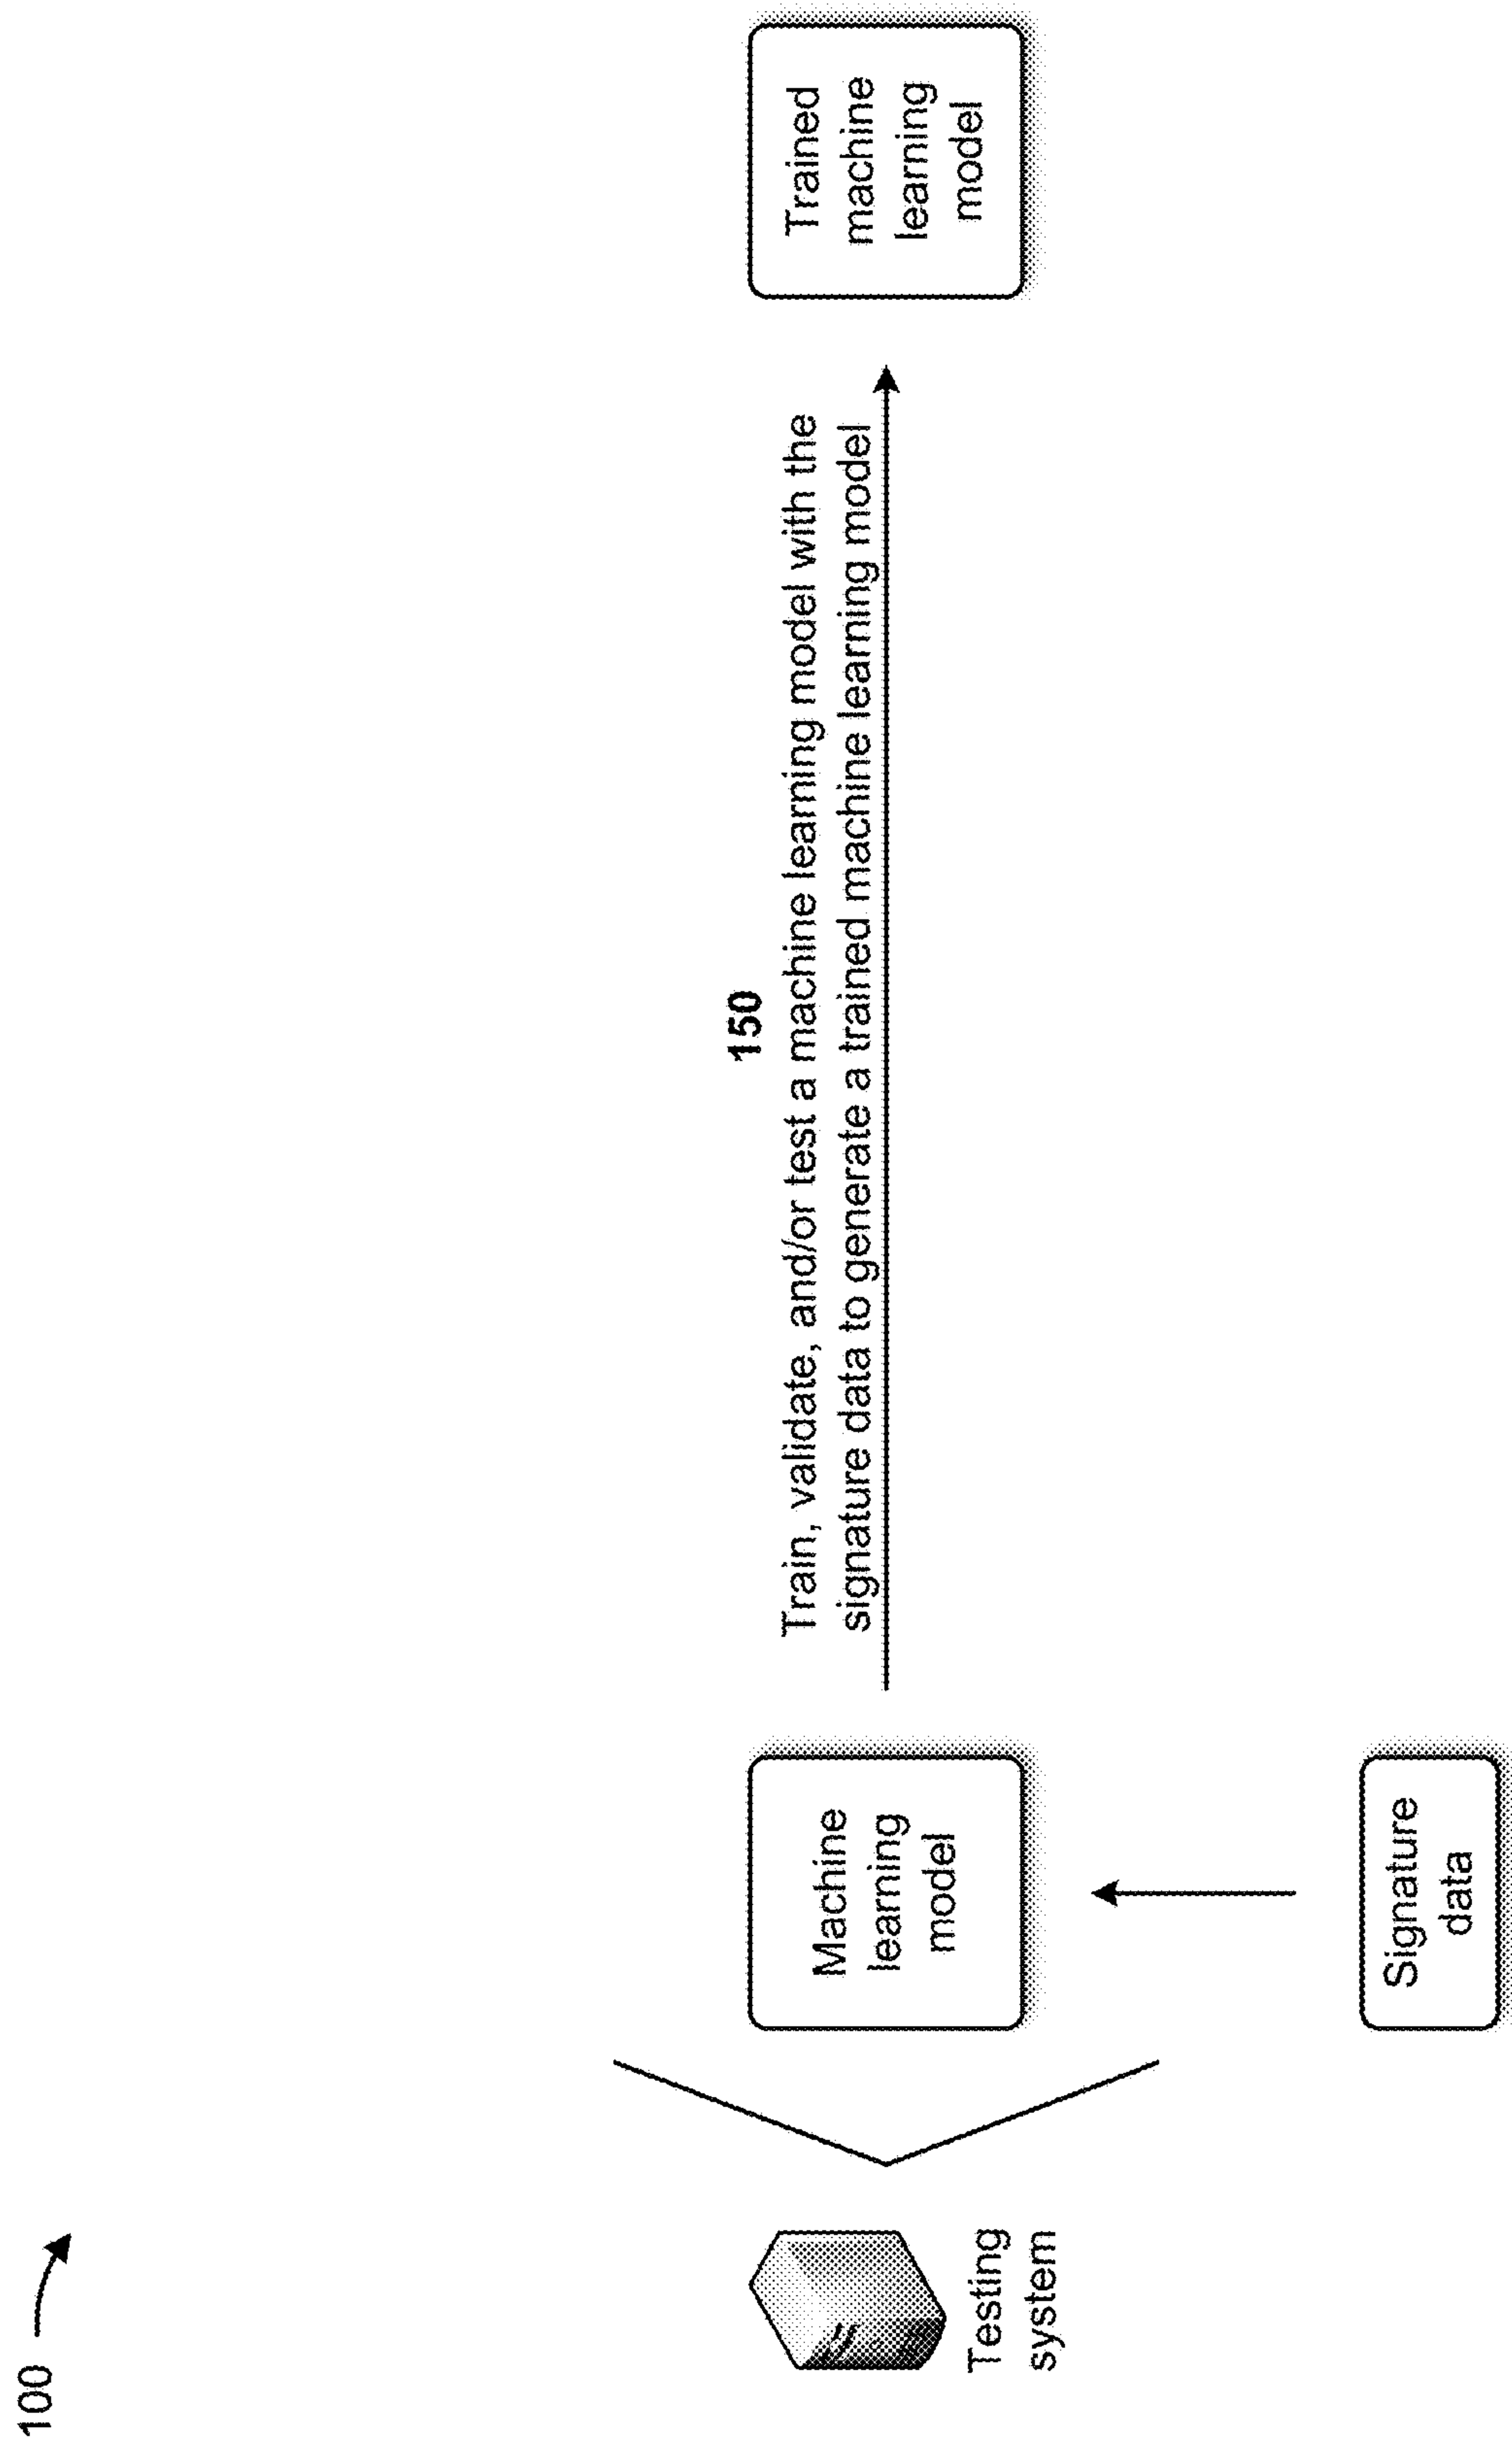 100
150
Train, validate, and/or test a machine learning model with the
signature data to generate a trained machine learning model
Testing
system
Machine
learning
model
Trained
machine
learning
model
Signature
data